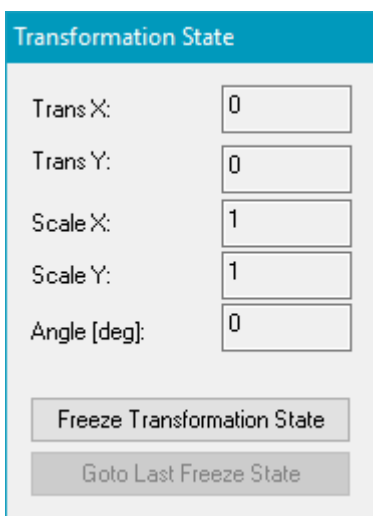 Transformation State
Trans X: 0
Trans Y: 0
Scale X: 1
Scale Y: 1
Angle [deg]: 0
Freeze Transformation State
Goto Last Freeze State